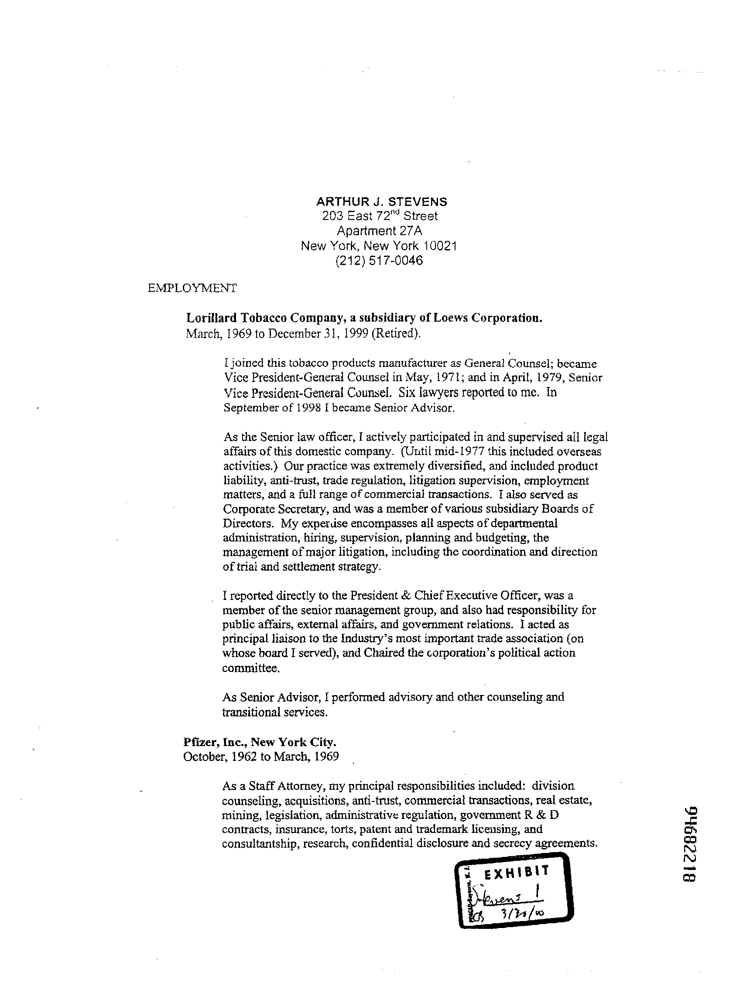 ARTHUR J. STEVENS
203 East 72nd Street
Apartment 27A
New York, New York 10021
(212) 517-0046
EMPLOYMENT
Lorillard Tobacco Company, a subsidiary of Loews Corporation.
March, 1969 to December 31, 1999 (Retired).
I joined this tobacco products manufacturer as General Counsel; became
Vice President-General Counsel in May, 1971; and in April, 1979, Senior
Vice President-General Counsel. Six lawyers reported to me. In
September of 1998 I became Senior Advisor.
As the Senior law officer, I actively participated in and supervised all legal
affairs of this domestic company. (Until mid-1977 this included overseas
activities.) Our practice was extremely diversified, and included product
liability, anti-trust, trade regulation, litigation supervision, employment
matters, and a full range of commercial transactions. I also served as
Corporate Secretary, and was a member of various subsidiary Boards of
Directors. My expertise encompasses all aspects of departmental
administration, hiring, supervision, planning and budgeting, the
management of major litigation, including the coordination and direction
of trial and settlement strategy.
I reported directly to the President & Chief Executive Officer, was a
member of the senior management group, and also had responsibility for
public affairs, external affairs, and government relations. I acted as
principal liaison to the Industry's most important trade association (on
whose board I served), and Chaired the corporation's political action
committee.
As Senior Advisor, I performed advisory and other counseling and
transitional services.
Pfizer, Inc., New York City.
October, 1962 to March, 1969
As a Staff Attorney, my principal responsibilities included: division
counseling, acquisitions, anti-trust, commercial transactions, real estate,
mining, legislation, administrative regulation, government R & D
contracts, insurance, torts, patent and trademark licensing, and
consultantship, research, confidential disclosure and secrecy agreements.
94682218
EXHIBIT
Stevens 1
3/20/00